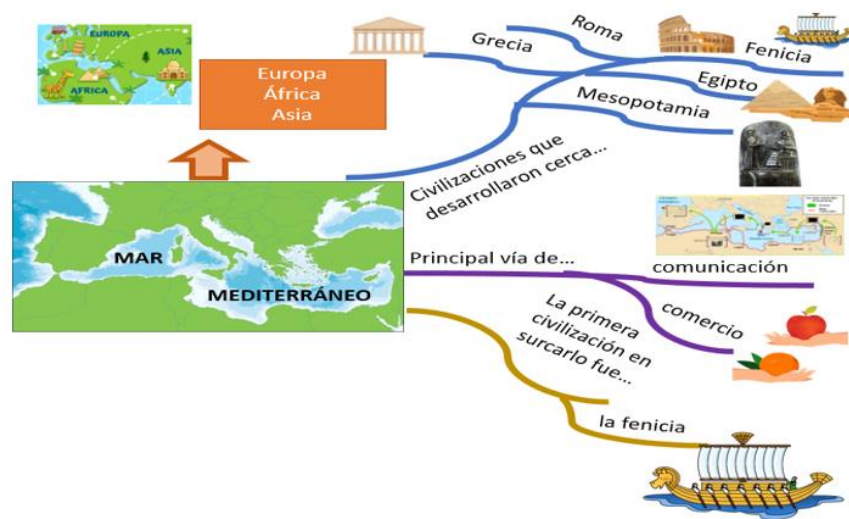 EUROPA
ASIA
AFRICA
Europa
África
Asia
MAR
MEDITERRÁNEO
Civilizaciones que
desarrollaron cerca...
Grecia
Roma
Fenicia
Egipto
Mesopotamia
Principal vía de...
comunicación
comercio
La primera
civilización en
surcarlo fue...
la fenicia